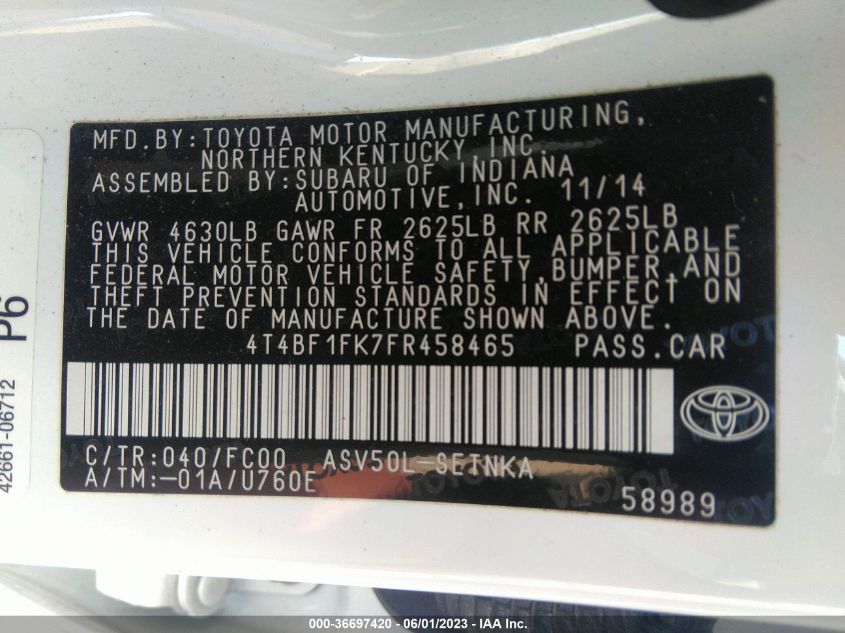 MFD.BY:TOYOTA MOTOR MANUFACTURING,
NORTHERN KENTUCKY,INC.
ASSEMBLED BY:SUBARU OF INDIANA
AUTOMOTIVE,INC. 11/14
GVWR 4630LB GAWR FR 2625LB RR 2625LB
THIS VEHICLE CONFORMS TO ALL APPLICABLE
FEDERAL MOTOR VEHICLE SAFETY,BUMPER,AND
THEFT PREVENTION STANDARDS IN EFFECT ON
THE DATE OF MANUFACTURE SHOWN ABOVE.
4T4BF1FK7FR458465 PASS.CAR
C/TR:040/FC00 ASV50L-SETNKA
A/TM:-01A/U760E
58989
P6
42661-06712
TOYOTA
000-36697420 - 06/01/2023 - IAA Inc.